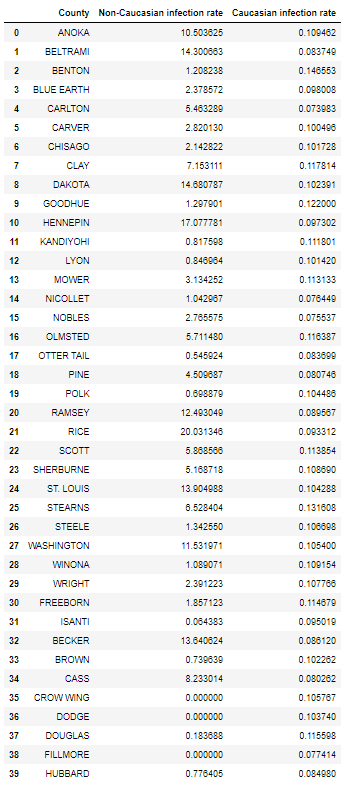 County Non-Caucasian infection rate Caucasian infection rate
0 ANOKA 10.503625 0.109462
1 BELTRAMI 14.300663 0.083749
2 BENTON 1.208238 0.146553
3 BLUE EARTH 2.378572 0.098008
4 CARLTON 5.463289 0.073983
5 CARVER 2.820130 0.100496
6 CHISAGO 2.142822 0.101728
7 CLAY 7.153111 0.117814
8 DAKOTA 14.680787 0.102391
9 GOODHUE 1.297901 0.122000
10 HENNEPIN 17.077781 0.097302
11 KANDIYOHI 0.817598 0.111801
12 LYON 0.846964 0.101420
13 MOWER 3.134252 0.113133
14 NICOLLET 1.042967 0.076449
15 NOBLES 2.765575 0.075537
16 OLMSTED 5.711480 0.116387
17 OTTER TAIL 0.545924 0.083699
18 PINE 4.509687 0.080746
19 POLK 0.698879 0.104486
20 RAMSEY 12.493049 0.089567
21 RICE 20.031346 0.093312
22 SCOTT 5.868566 0.113854
23 SHERBURNE 5.168718 0.108690
24 ST. LOUIS 13.904988 0.104288
25 STEARNS 6.528404 0.131608
26 STEELE 1.342550 0.106698
27 WASHINGTON 11.531971 0.105400
28 WINONA 1.089071 0.109154
29 WRIGHT 2.391223 0.107766
30 FREEBORN 1.857123 0.114679
31 ISANTI 0.064383 0.095019
32 BECKER 13.640624 0.086120
33 BROWN 0.739639 0.102262
34 CASS 8.233014 0.080262
35 CROW WING 0.000000 0.105767
36 DODGE 0.000000 0.103740
37 DOUGLAS 0.183688 0.115598
38 FILLMORE 0.000000 0.077414
39 HUBBARD 0.776405 0.084980